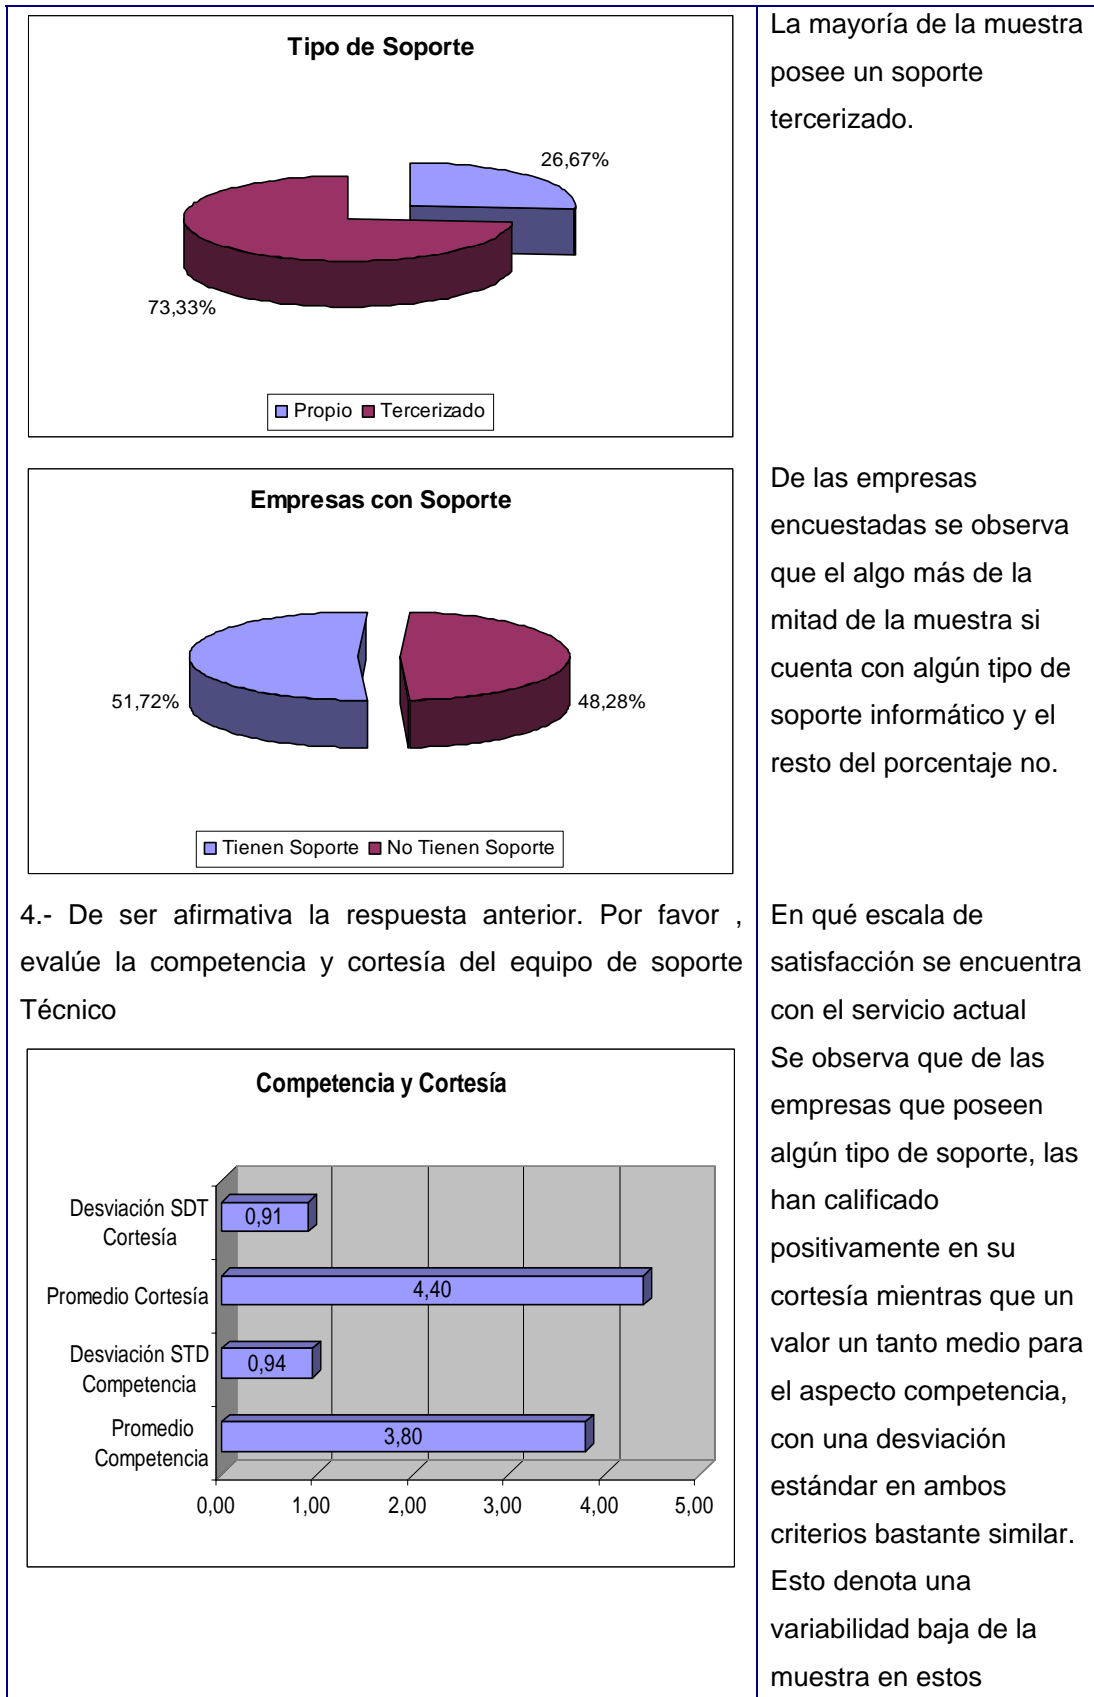 Tipo de Soporte
26,67%
73,33%
Propio Tercerizado
La mayoría de la muestra
posee un soporte
tercerizado.
Empresas con Soporte
51,72%
48,28%
Tienen Soporte No Tienen Soporte
De las empresas
encuestadas se observa
que el algo más de la
mitad de la muestra si
cuenta con algún tipo de
soporte informático y el
resto del porcentaje no.
4.- De ser afirmativa la respuesta anterior. Por favor ,
evalúe la competencia y cortesía del equipo de soporte
Técnico
Competencia y Cortesía
Desviación SDT
Cortesía
0,91
Promedio Cortesía
4,40
Desviación STD
Competencia
0,94
Promedio
Competencia
3,80
0,00 1,00 2,00 3,00 4,00 5,00
En qué escala de
satisfacción se encuentra
con el servicio actual
Se observa que de las
empresas que poseen
algún tipo de soporte, las
han calificado
positivamente en su
cortesía mientras que un
valor un tanto medio para
el aspecto competencia,
con una desviación
estándar en ambos
criterios bastante similar.
Esto denota una
variabilidad baja de la
muestra en estos